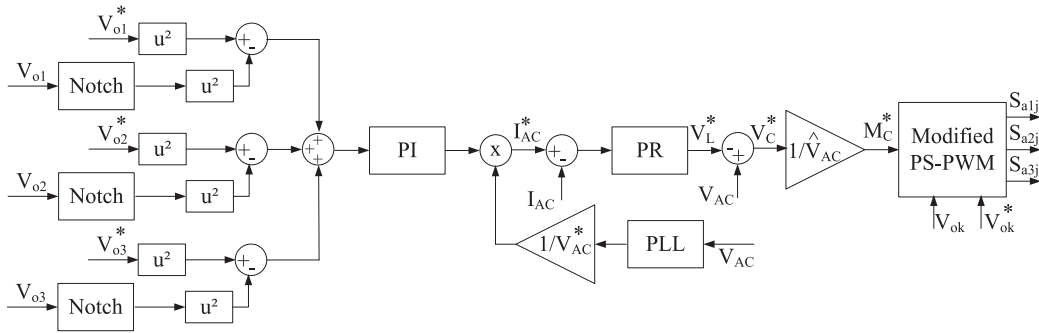 V*o1
u²
+ -
Vo1
Notch
u²
V*o2
u²
+ -
Vo2
Notch
u²
V*o3
u²
+ -
Vo3
Notch
u²
+ + +
PI
x
I*AC
+ -
IAC
PR
V*L
- +
VAC
V*C
1/V̂AC
M*C
Modified
PS-PWM
Sa1j
Sa2j
Sa3j
Vok
V*ok
1/V*AC
PLL
VAC